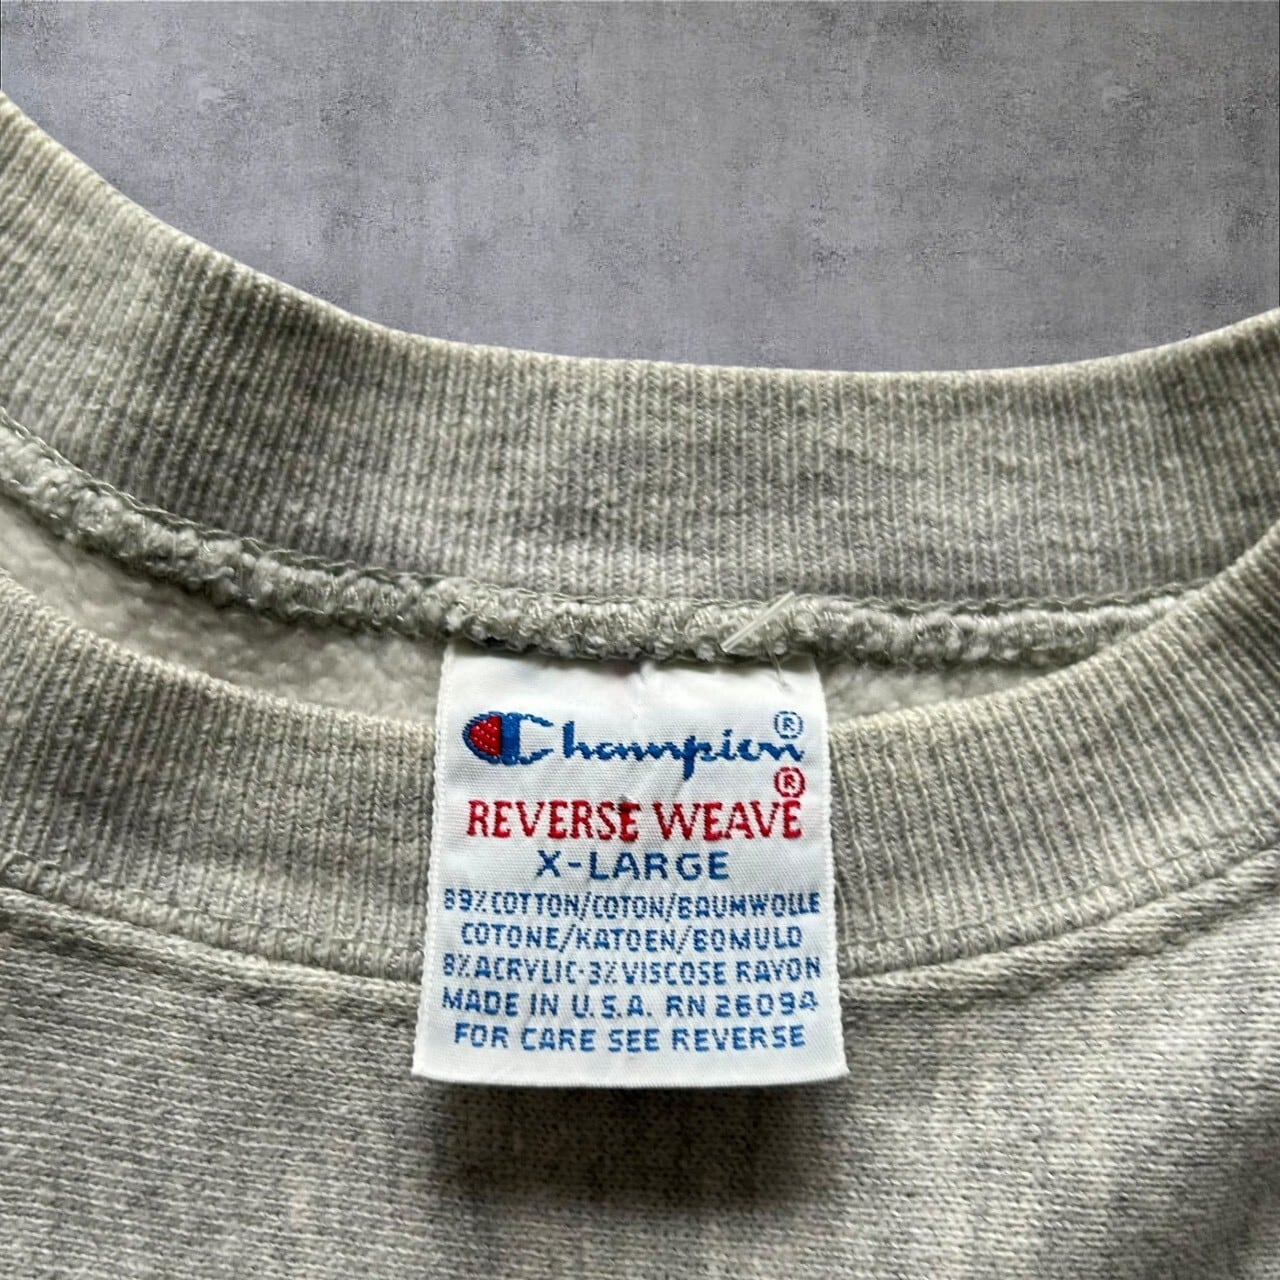 Champion®
REVERSE WEAVE®
X-LARGE
89% COTTON/COTON/BAUMWOLLE
COTONE/KATOEN/BOMULD
8% ACRYLIC·3% VISCOSE RAYON
MADE IN U.S.A. RN 26094
FOR CARE SEE REVERSE